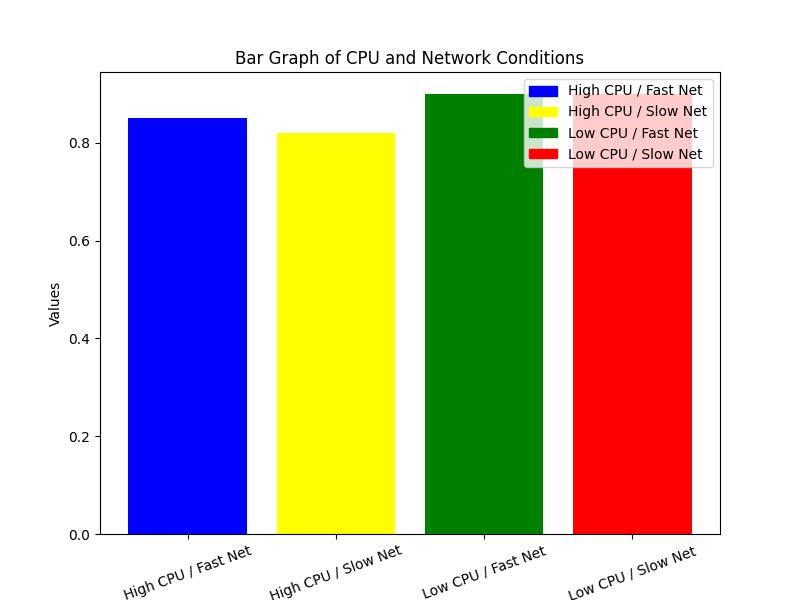 Bar Graph of CPU and Network Conditions
High CPU / Fast Net
High CPU / Slow Net
Low CPU / Fast Net
Low CPU / Slow Net
Values
0.8
0.6
0.4
0.2
0.0
High CPU / Fast Net
High CPU / Slow Net
Low CPU / Fast Net
Low CPU / Slow Net